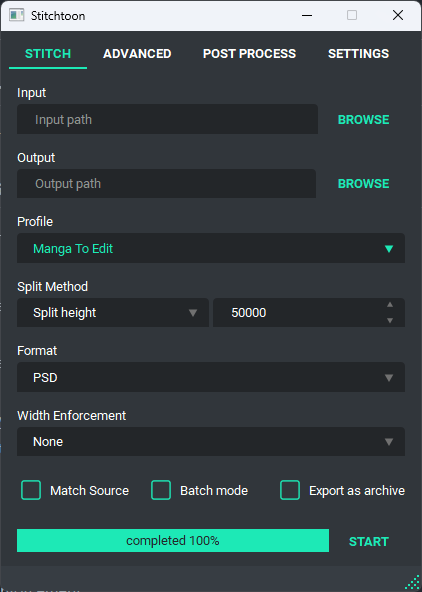 Stitchtoon
STITCH ADVANCED POST PROCESS SETTINGS
Input
Input path BROWSE
Output
Output path BROWSE
Profile
Manga To Edit
Split Method
Split height 50000
Format
PSD
Width Enforcement
None
Match Source Batch mode Export as archive
completed 100% START